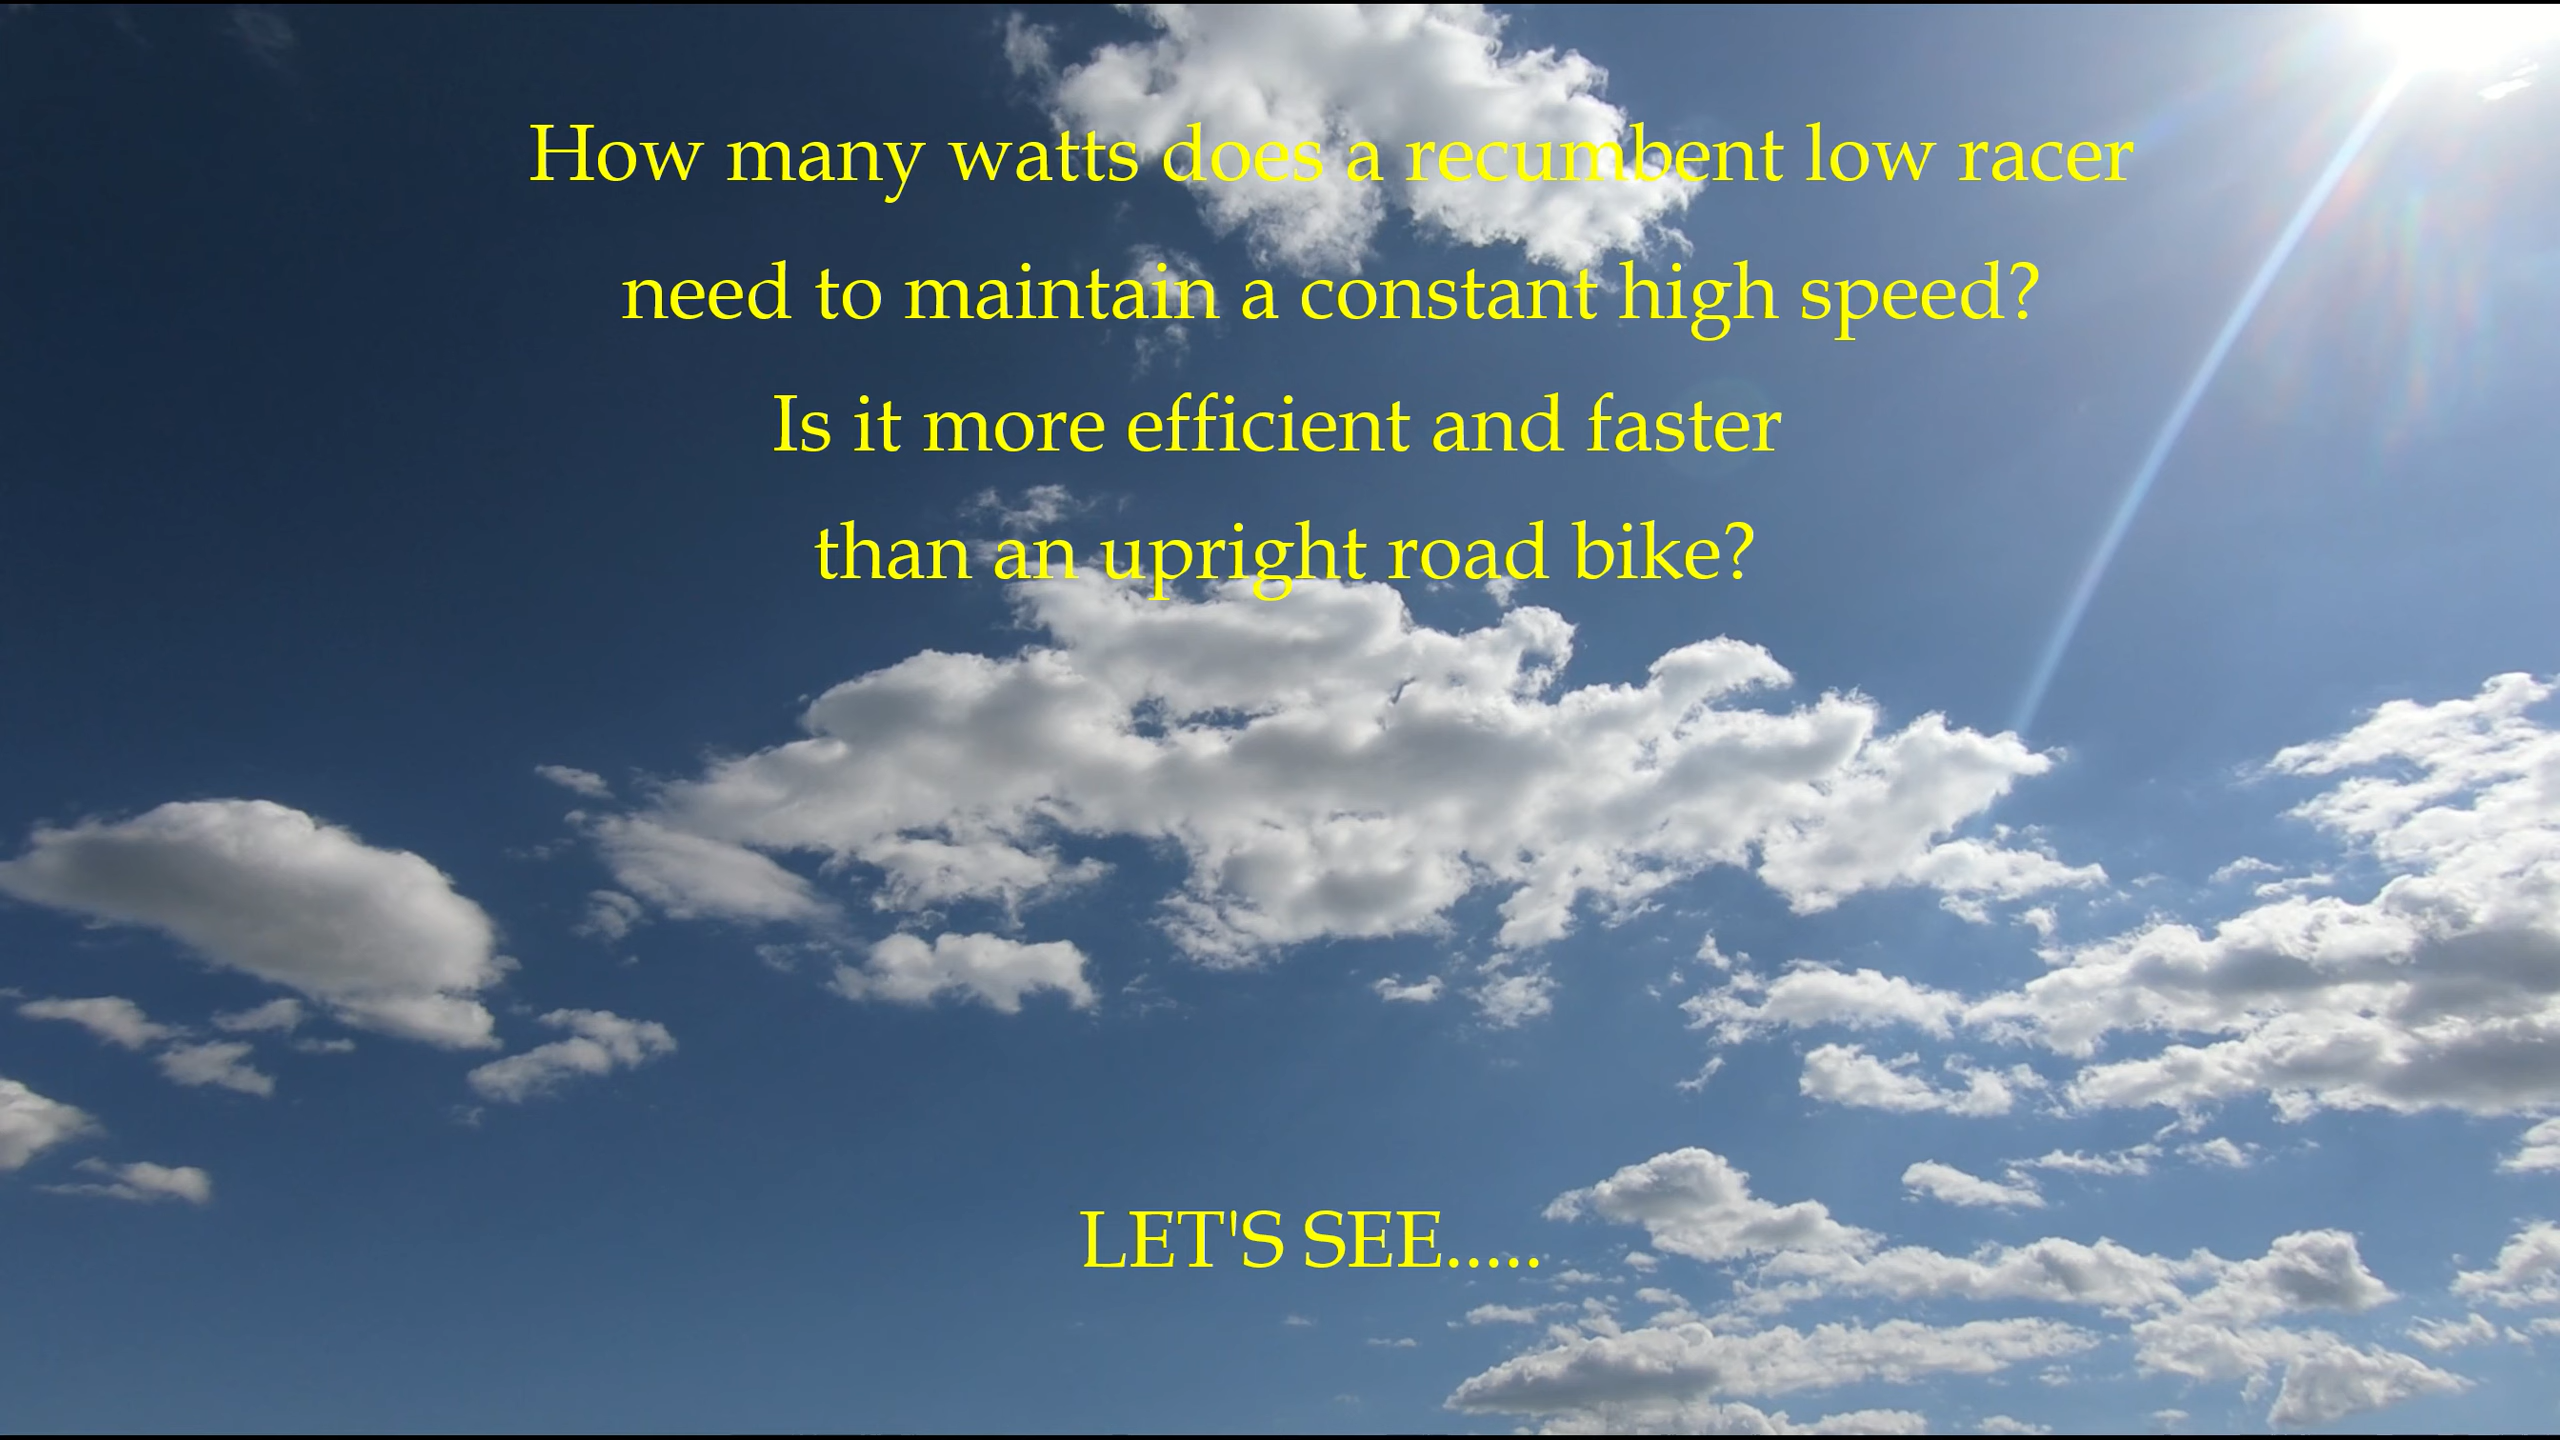 How many watts does a recumbent low racer
need to maintain a constant high speed?
Is it more efficient and faster
than an upright road bike?
LET'S SEE.....